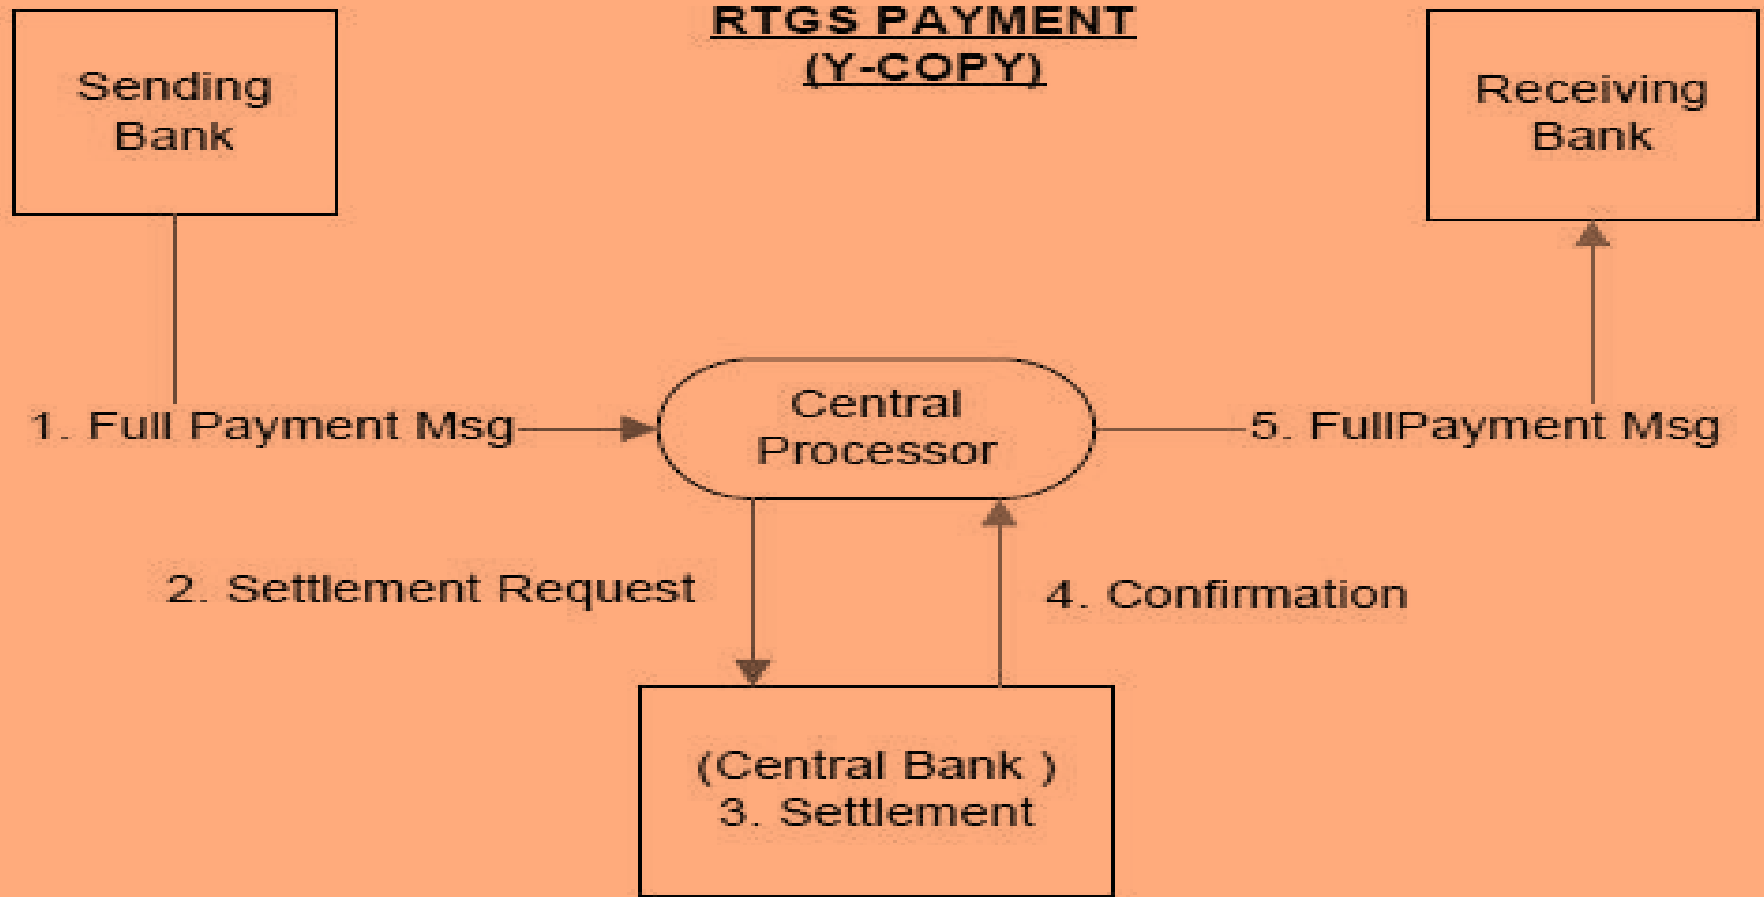 RTGS PAYMENT
(Y-COPY)
Sending
Bank
Receiving
Bank
1. Full Payment Msg
Central
Processor
5. FullPayment Msg
2. Settlement Request
4. Confirmation
(Central Bank )
3. Settlement